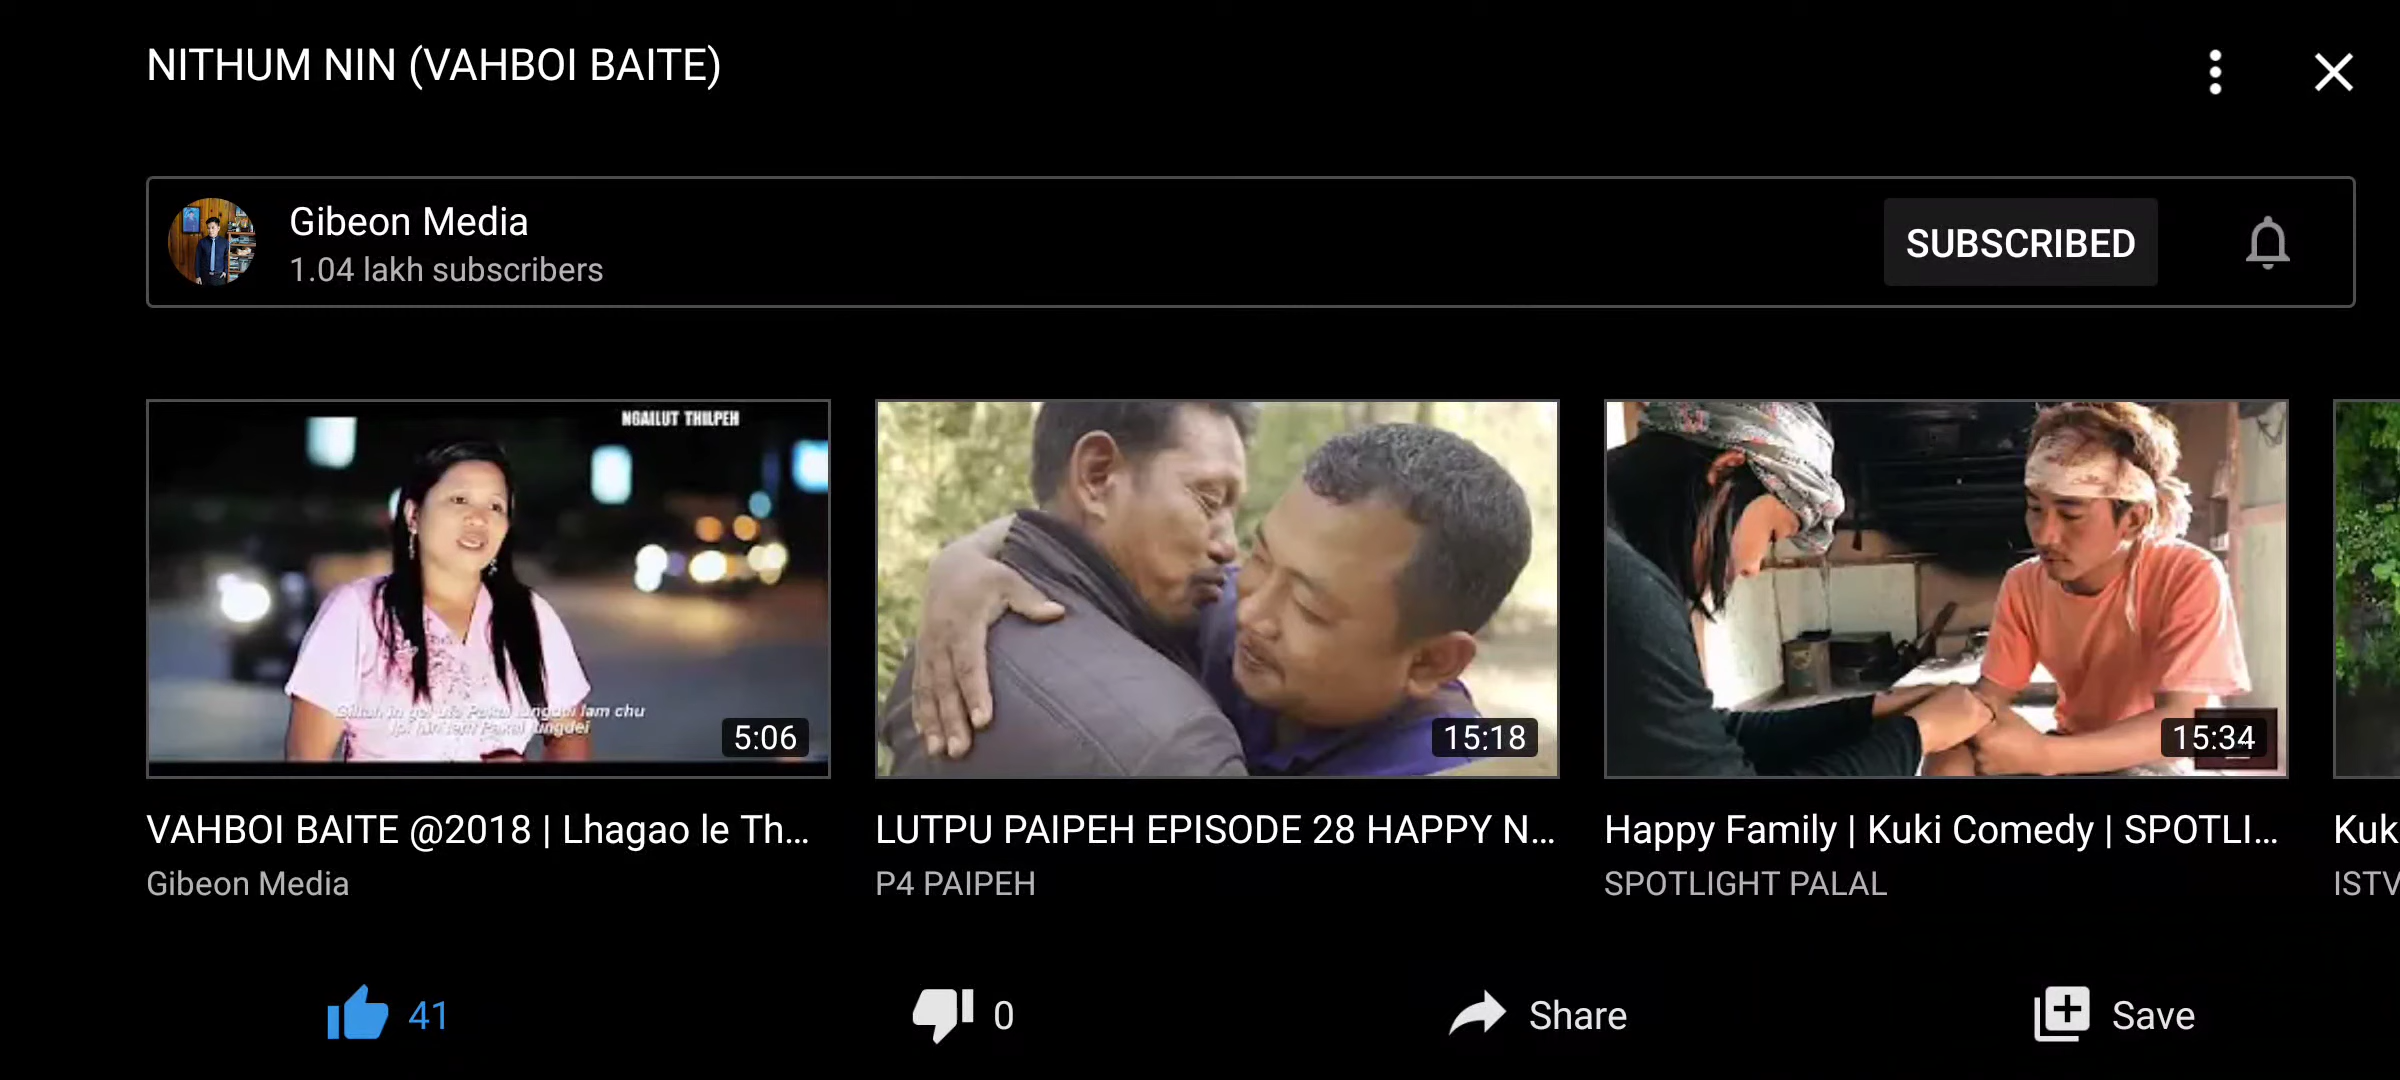 NITHUM NIN (VAHBOI BAITE)
Gibeon Media
1.04 lakh subscribers
SUBSCRIBED
NGAILUT THILPEH
lam chu
5:06
15:18
15:34
VAHBOI BAITE @2018 | Lhagao le Th...
LUTPU PAIPEH EPISODE 28 HAPPY N...
Happy Family | Kuki Comedy | SPOTLI...
Kuk
Gibeon Media
P4 PAIPEH
SPOTLIGHT PALAL
ISTV
41
0
Share
Save